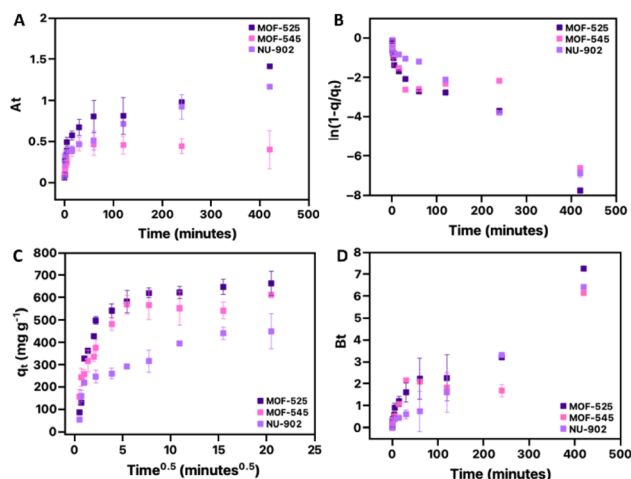 A
At
1.5
1
0.5
0
0 100 200 300 400 500
Time (minutes)
MOF-525
MOF-545
NU-902
B
ln(1-q/qt)
0
−2
−4
−6
−8
0 100 200 300 400 500
Time (minutes)
MOF-525
MOF-545
NU-902
C
qt (mg g⁻¹)
800
700
600
500
400
300
200
100
0
0 5 10 15 20 25
Time⁰·⁵ (minutes⁰·⁵)
MOF-525
MOF-545
NU-902
D
Bt
8
7
6
5
4
3
2
1
0
0 100 200 300 400 500
Time (minutes)
MOF-525
MOF-545
NU-902